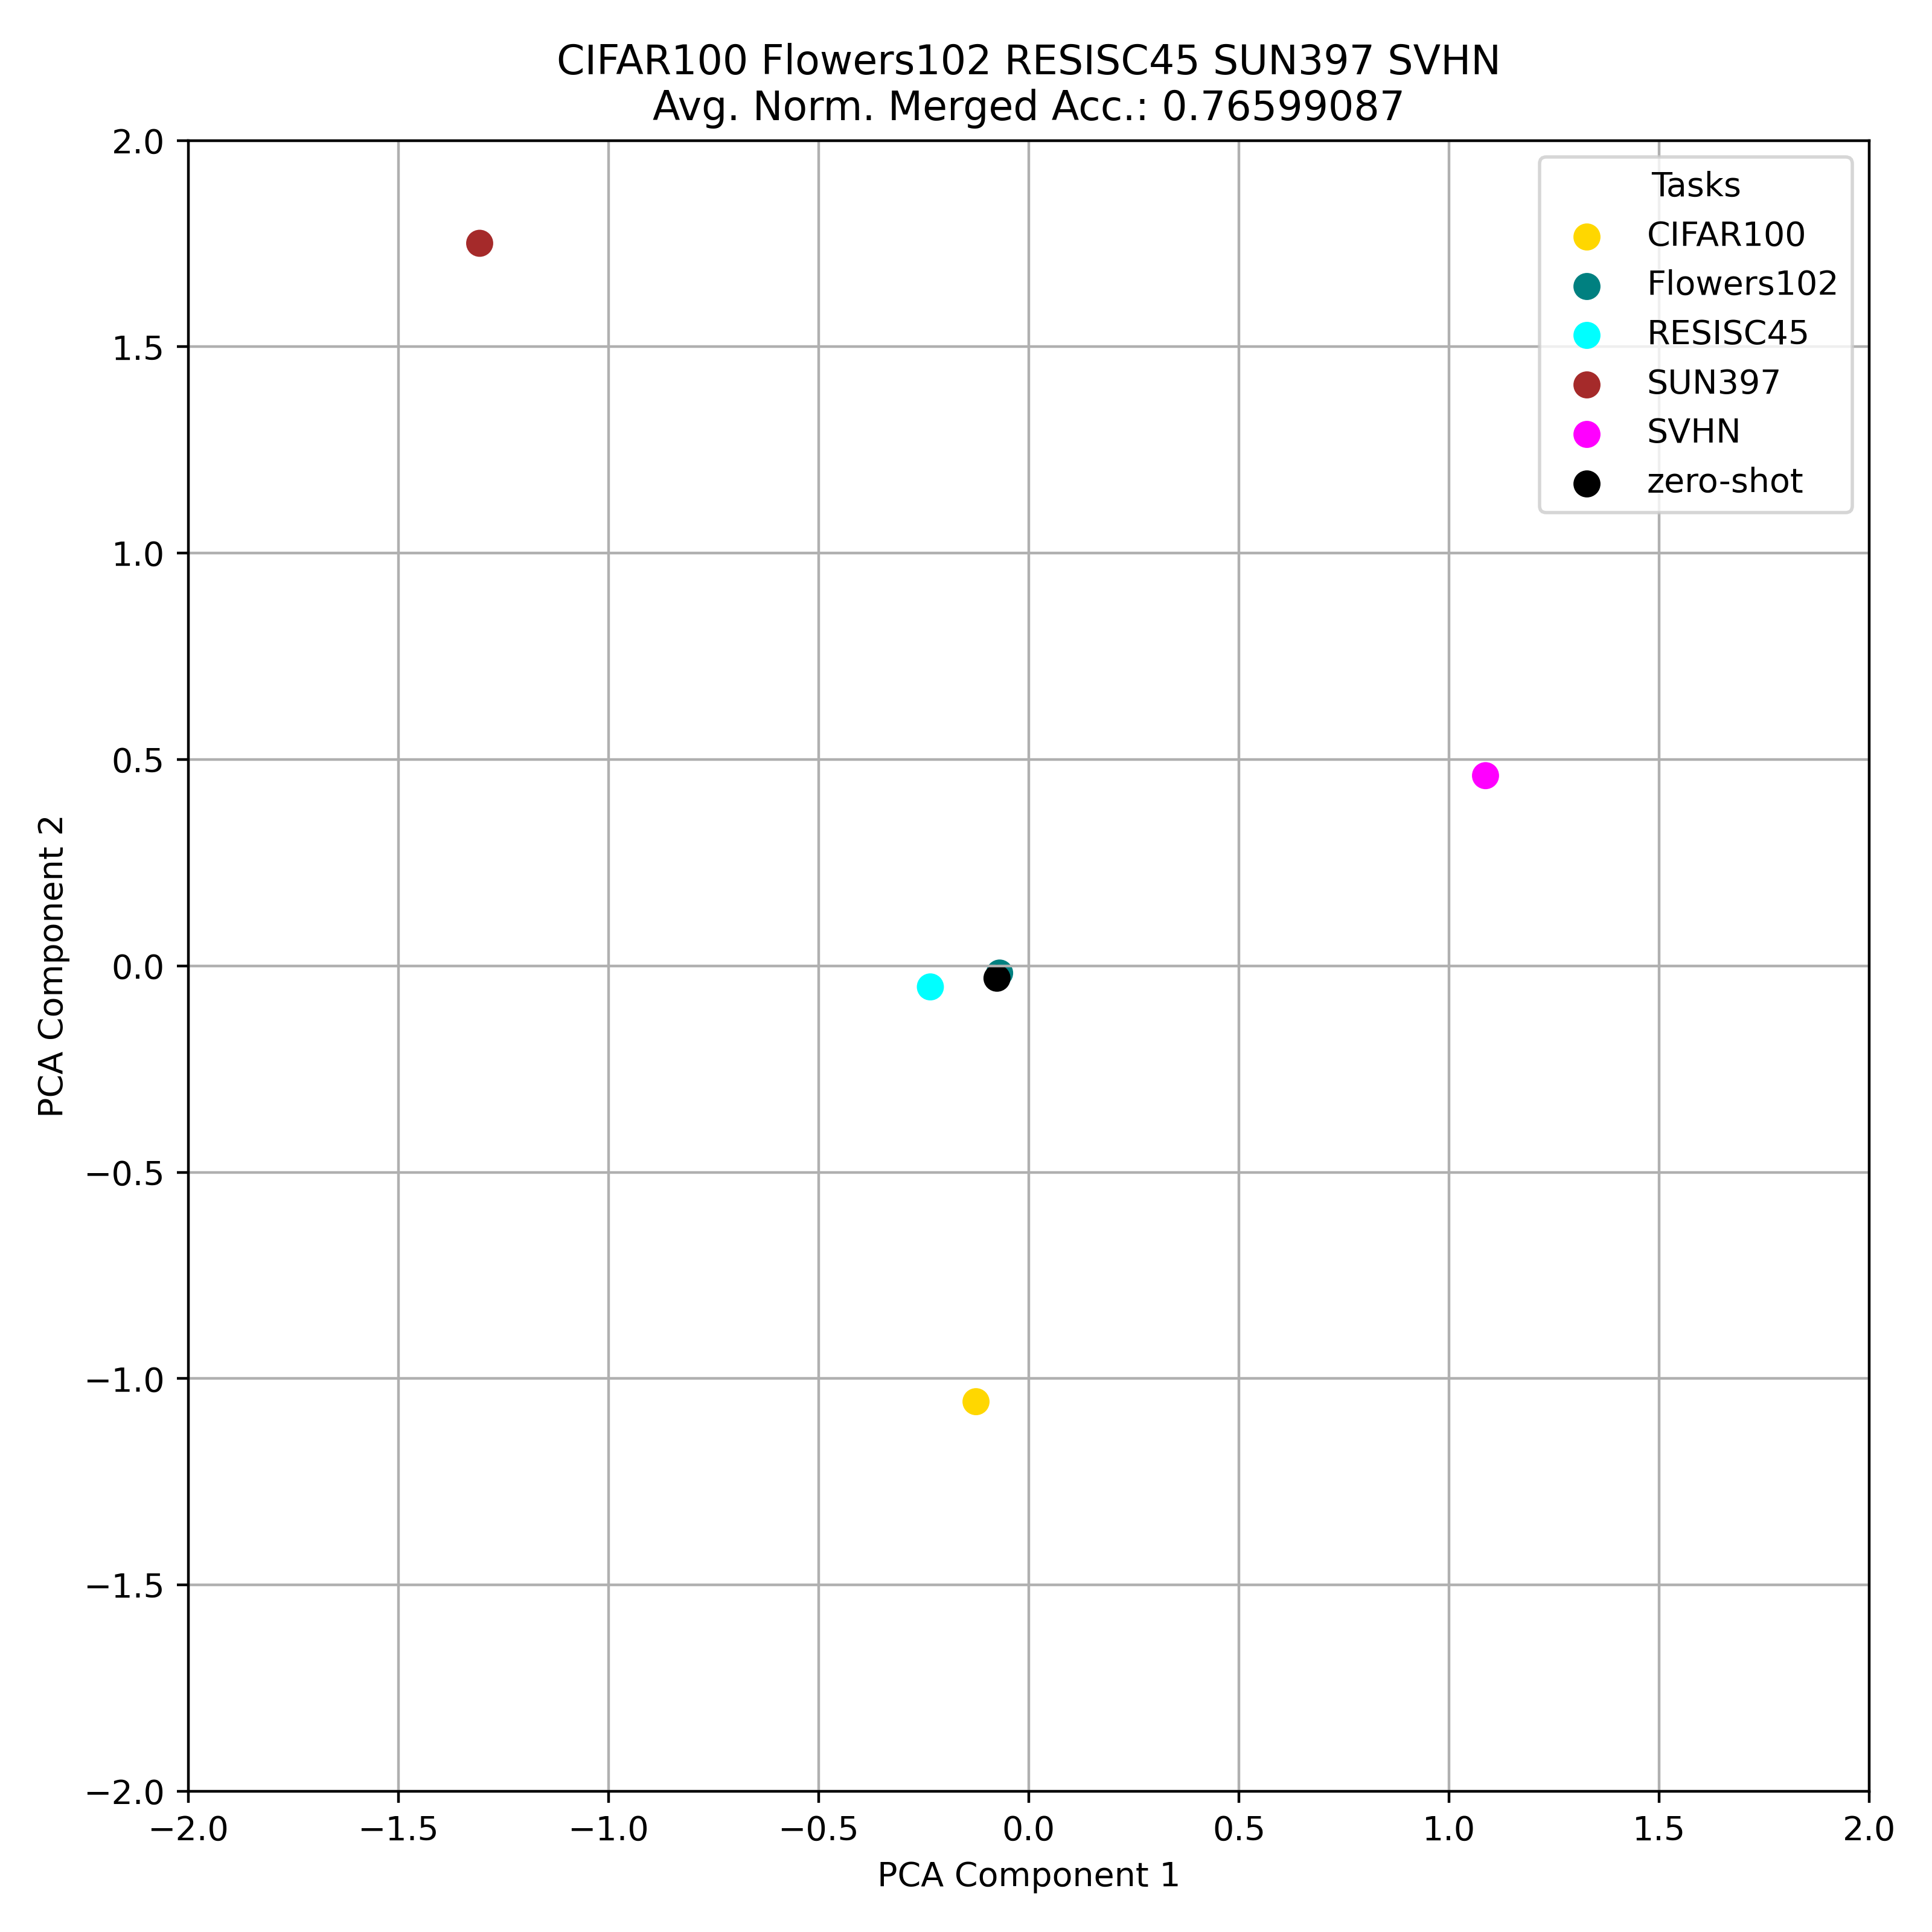 CIFAR100 Flowers102 RESISC45 SUN397 SVHN
Avg. Norm. Merged Acc.: 0.76599087
Tasks
CIFAR100
Flowers102
RESISC45
SUN397
SVHN
zero-shot
2.0
1.5
1.0
0.5
0.0
−0.5
−1.0
−1.5
−2.0
PCA Component 2
−2.0 −1.5 −1.0 −0.5 0.0 0.5 1.0 1.5 2.0
PCA Component 1